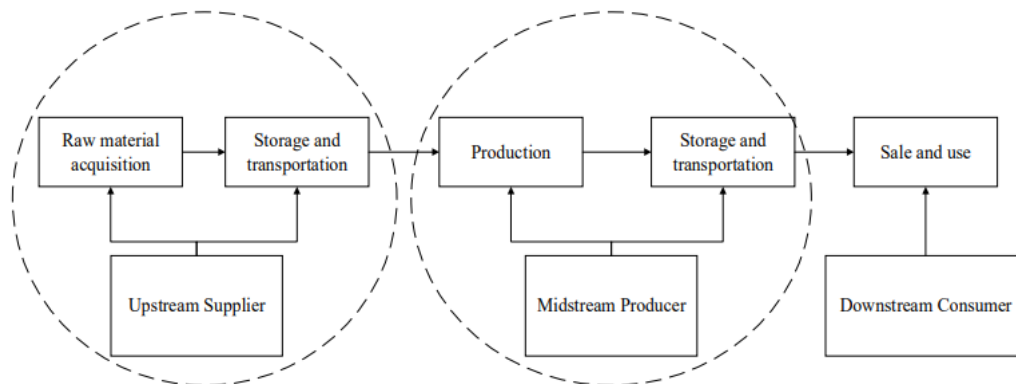 Raw material
acquisition
Storage and
transportation
Production
Storage and
transportation
Sale and use
Upstream Supplier
Midstream Producer
Downstream Consumer